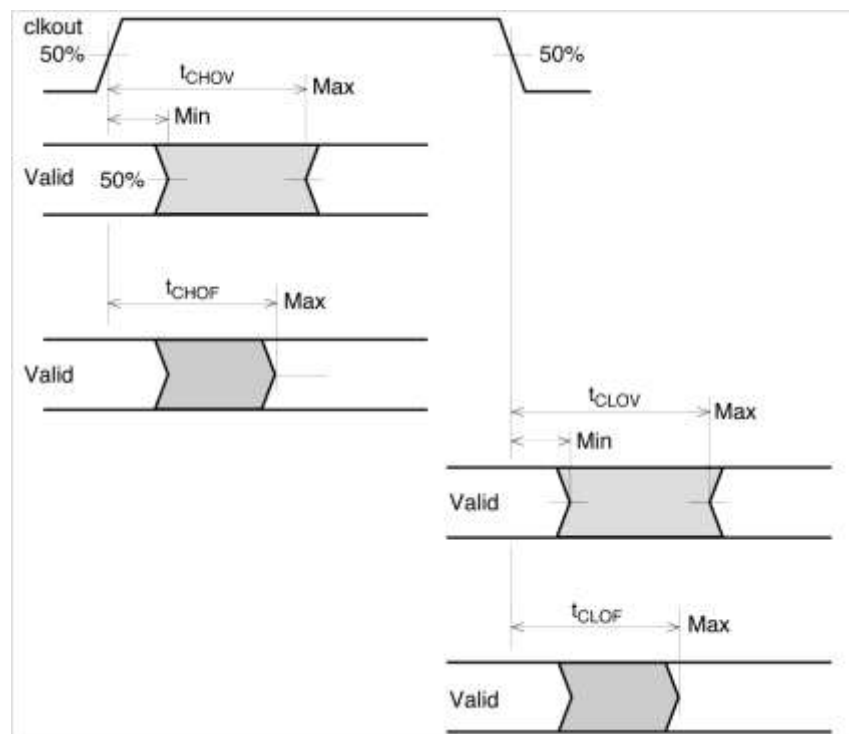 clkout
50%
50%
tCHOV
Max
Min
Valid
50%
tCHOF
Max
Valid
tCLOV
Max
Min
Valid
tCLOF
Max
Valid